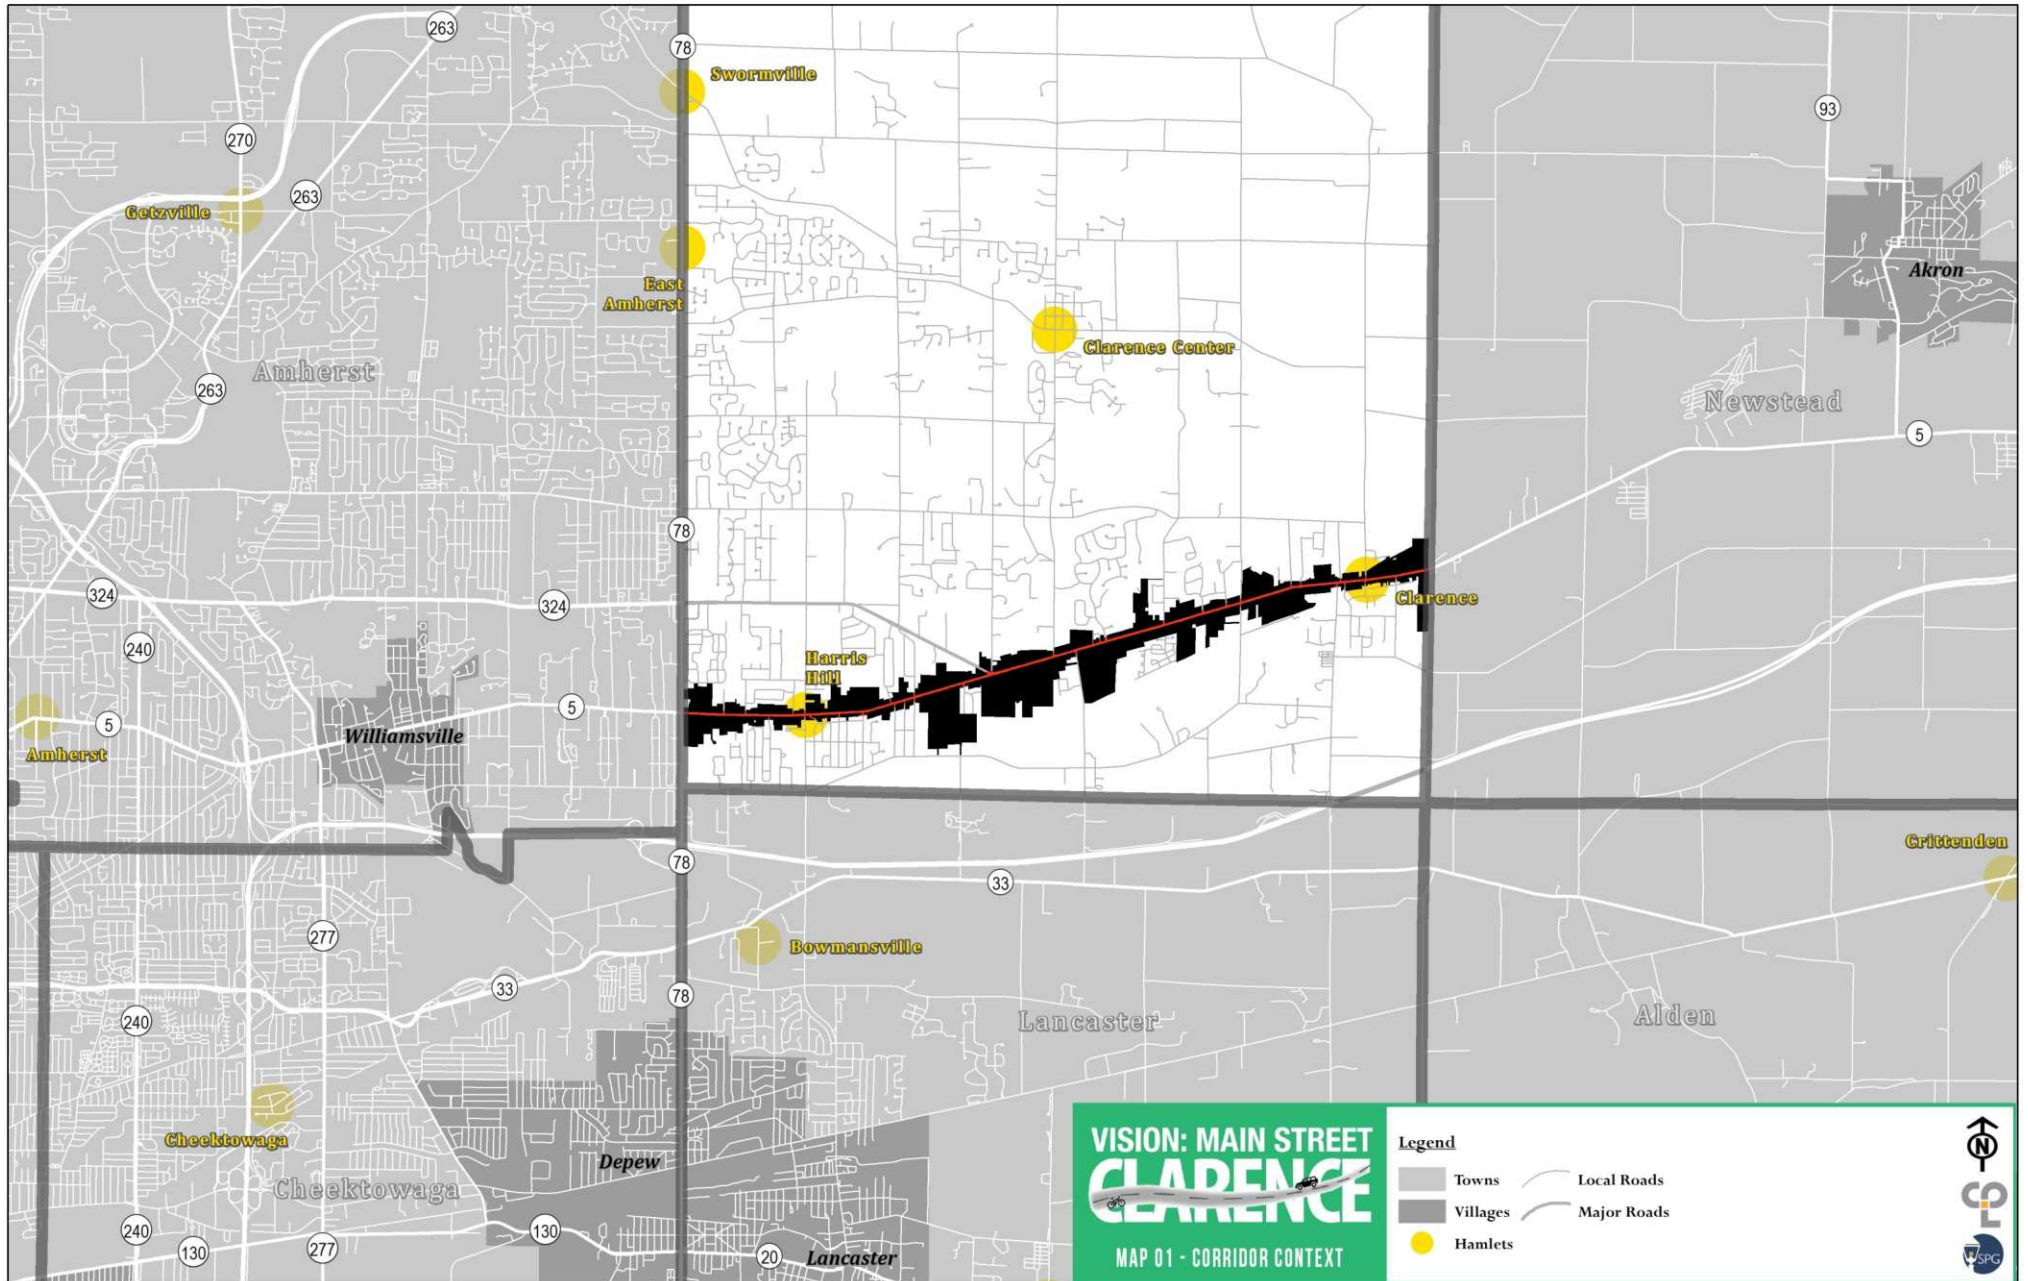 263
78
Swormville
93
270
263
Getzville
East
Amherst
Akron
Clarence Center
Amherst
263
Newstead
5
78
324
324
Clarence
240
Harris
Hill
5
5
Williamsville
Amherst
Crittenden
78
33
277
Bowmansville
33
78
240
Lancaster
Alden
Cheektowaga
Depew
Cheektowaga
240
130
277
130
20
Lancaster
VISION: MAIN STREET
CLARENCE
MAP 01 - CORRIDOR CONTEXT
Legend
Towns
Local Roads
Villages
Major Roads
Hamlets
N
SPG